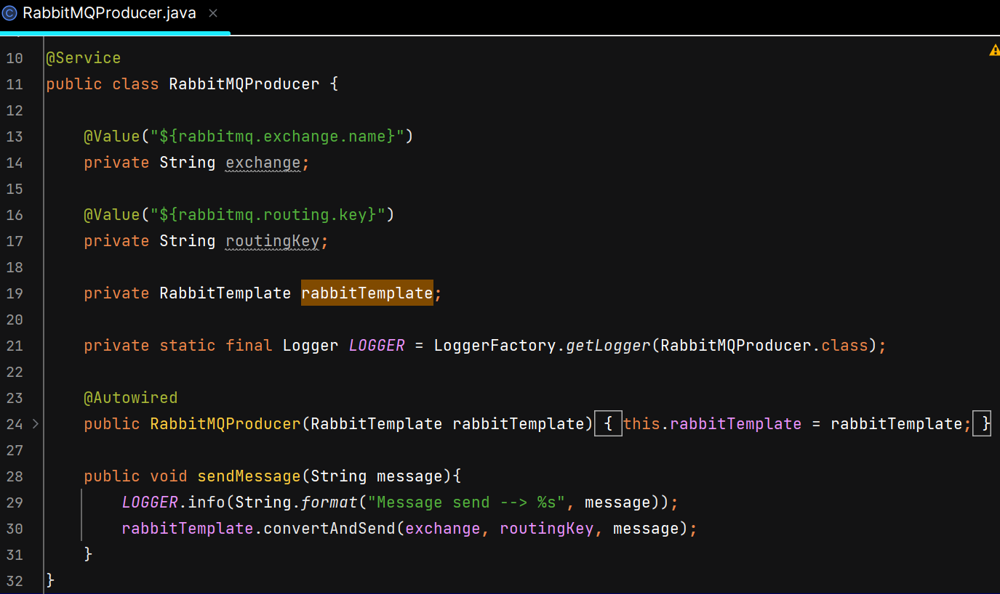 RabbitMQProducer.java ×
10 @Service
11 public class RabbitMQProducer {
12
13 @Value("${rabbitmq.exchange.name}")
14 private String exchange;
15
16 @Value("${rabbitmq.routing.key}")
17 private String routingKey;
18
19 private RabbitTemplate rabbitTemplate;
20
21 private static final Logger LOGGER = LoggerFactory.getLogger(RabbitMQProducer.class);
22
23 @Autowired
24 public RabbitMQProducer(RabbitTemplate rabbitTemplate) { this.rabbitTemplate = rabbitTemplate; }
27
28 public void sendMessage(String message){
29 LOGGER.info(String.format("Message send --> %s", message));
30 rabbitTemplate.convertAndSend(exchange, routingKey, message);
31 }
32 }